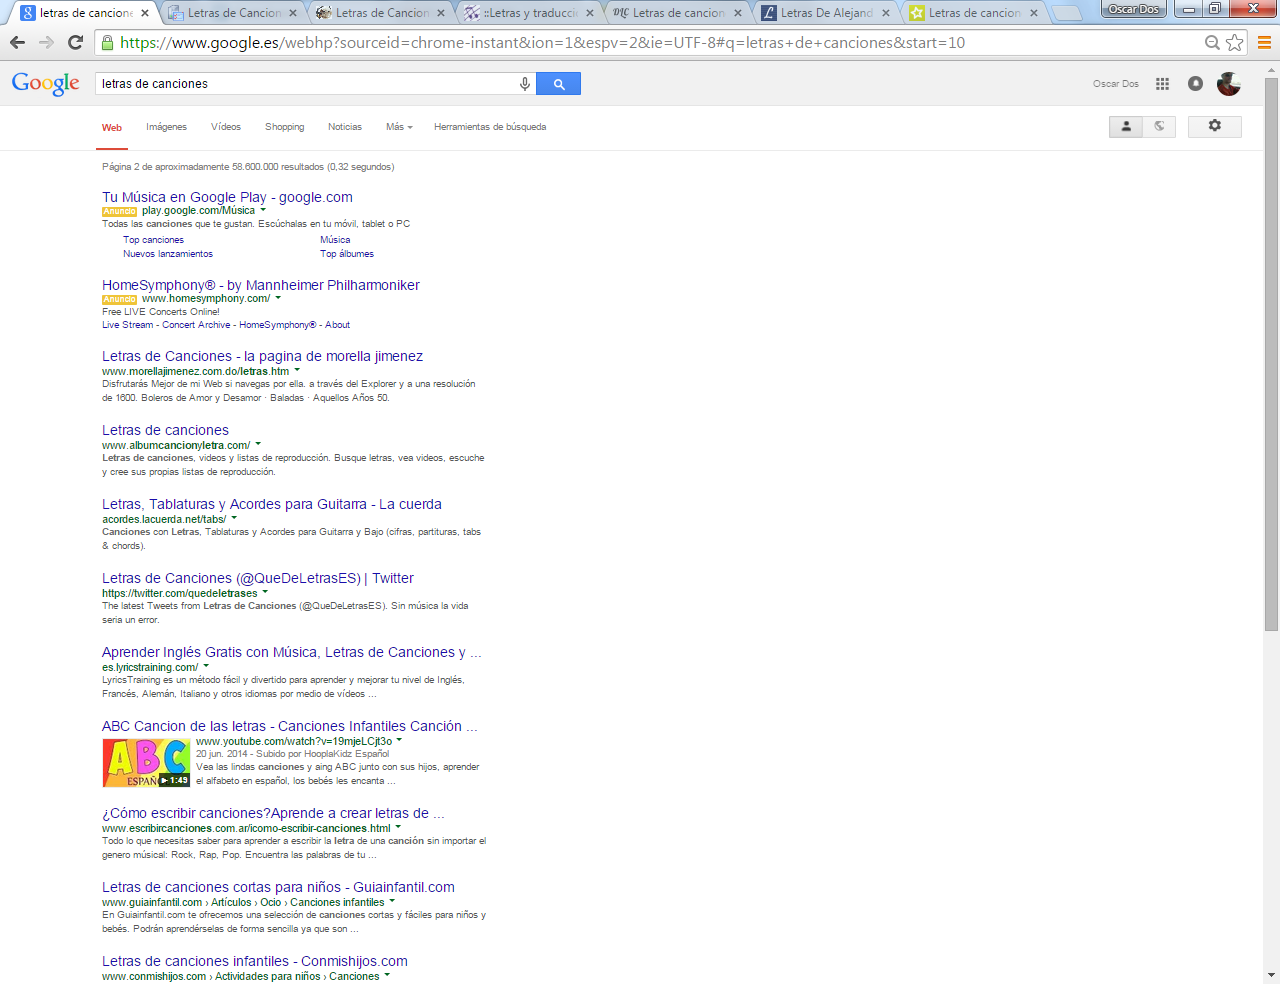 letras de cancione
Letras de Cancion
Letras de Cancion
::Letras y traducci
Letras de cancion
Letras De Alejand
Letras de cancion
Oscar Dos
https://www.google.es/webhp?sourceid=chrome-instant&ion=1&espv=2&ie=UTF-8#q=letras+de+canciones&start=10
Google
letras de canciones
Oscar Dos
Web
Imágenes
Vídeos
Shopping
Noticias
Más
Herramientas de búsqueda
Página 2 de aproximadamente 58.600.000 resultados (0,32 segundos)
Tu Música en Google Play - google.com
Anuncio play.google.com/Música
Todas las canciones que te gustan. Escúchalas en tu móvil, tablet o PC
Top canciones
Música
Nuevos lanzamientos
Top álbumes
HomeSymphony® - by Mannheimer Philharmoniker
Anuncio www.homesymphony.com/
Free LIVE Concerts Online!
Live Stream - Concert Archive - HomeSymphony® - About
Letras de Canciones - la pagina de morella jimenez
www.morellajimenez.com.do/letras.htm
Disfrutarás Mejor de mi Web si navegas por ella. a través del Explorer y a una resolución
de 1600. Boleros de Amor y Desamor · Baladas · Aquellos Años 50.
Letras de canciones
www.albumcancionyletra.com/
Letras de canciones, videos y listas de reproducción. Busque letras, vea videos, escuche
y cree sus propias listas de reproducción.
Letras, Tablaturas y Acordes para Guitarra - La cuerda
acordes.lacuerda.net/tabs/
Canciones con Letras, Tablaturas y Acordes para Guitarra y Bajo (cifras, partituras, tabs
& chords).
Letras de Canciones (@QueDeLetrasES) | Twitter
https://twitter.com/quedeletrases
The latest Tweets from Letras de Canciones (@QueDeLetrasES). Sin música la vida
seria un error.
Aprender Inglés Gratis con Música, Letras de Canciones y ...
es.lyricstraining.com/
LyricsTraining es un método fácil y divertido para aprender y mejorar tu nivel de Inglés,
Francés, Alemán, Italiano y otros idiomas por medio de vídeos ...
ABC Cancion de las letras - Canciones Infantiles Canción ...
ABC
ESPAÑO
1:49
www.youtube.com/watch?v=19mjeLCjt3o
20 jun. 2014 - Subido por HooplaKidz Español
Vea las lindas canciones y aing ABC junto con sus hijos, aprender
el alfabeto en español, los bebés les encanta ...
¿Cómo escribir canciones?Aprende a crear letras de ...
www.escribircanciones.com.ar/icomo-escribir-canciones.html
Todo lo que necesitas saber para aprender a escribir la letra de una canción sin importar el
genero músical: Rock, Rap, Pop. Encuentra las palabras de tu ...
Letras de canciones cortas para niños - Guiainfantil.com
www.guiainfantil.com › Artículos › Ocio › Canciones infantiles
En Guiainfantil.com te ofrecemos una selección de canciones cortas y fáciles para niños y
bebés. Podrán aprendérselas de forma sencilla ya que son ...
Letras de canciones infantiles - Conmishijos.com
www.conmishijos.com › Actividades para niños › Canciones